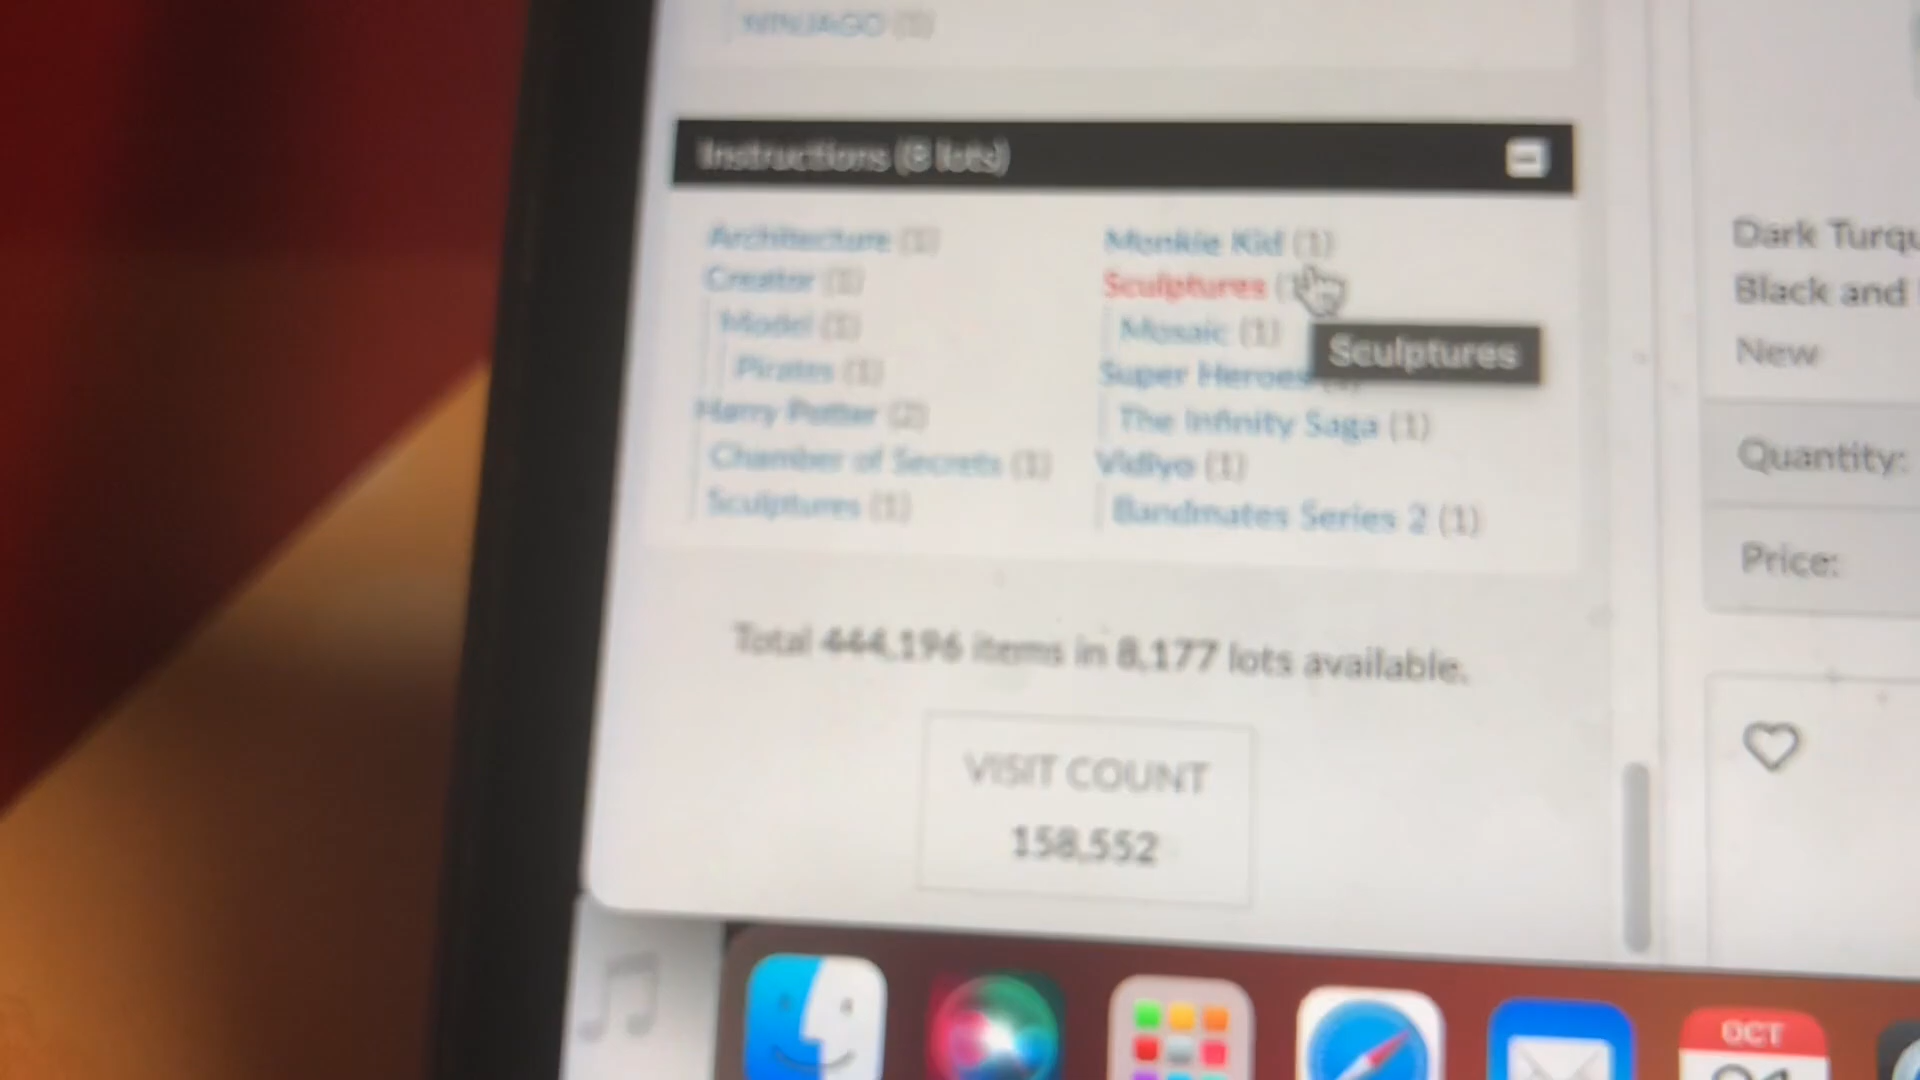 NINJAGO (1)
Instructions (8 lots)
Architecture (1)
Creator (1)
Model (1)
Pirates (1)
Harry Potter (2)
Chamber of Secrets (1)
Sculptures (1)
Monkie Kid (1)
Sculptures
Mosaic (1)
Sculptures
Super Heroes
The Infinity Saga (1)
Vidiyo (1)
Bandmates Series 2 (1)
Total 444,196 items in 8,177 lots available.
VISIT COUNT
158,552
Dark Turqu
Black and
New
Quantity:
Price:
OCT